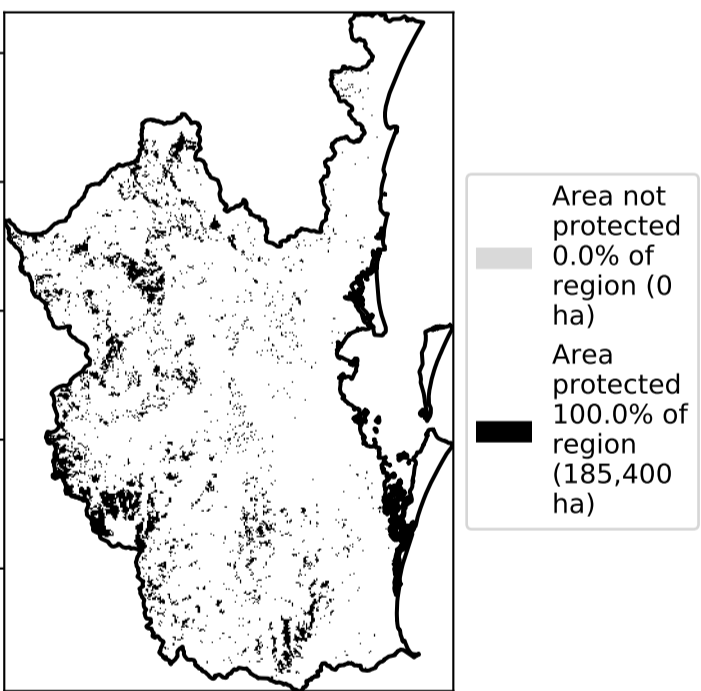 Area not
protected
0.0% of
region (0
ha)
Area
protected
100.0% of
region
(185,400
ha)